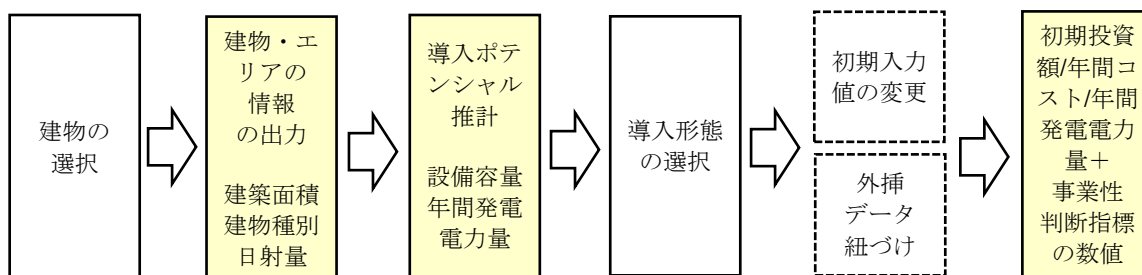 建物の
選択
建物・エ
リアの
情報
の出力
建築面積
建物種別
日射量
導入ポテ
ンシャル
推計
設備容量
年間発電
電力量
導入形態
の選択
初期入力
値の変更
外挿
データ
紐づけ
初期投資
額/年間コ
スト/年間
発電電力
量＋
事業性
判断指標
の数値